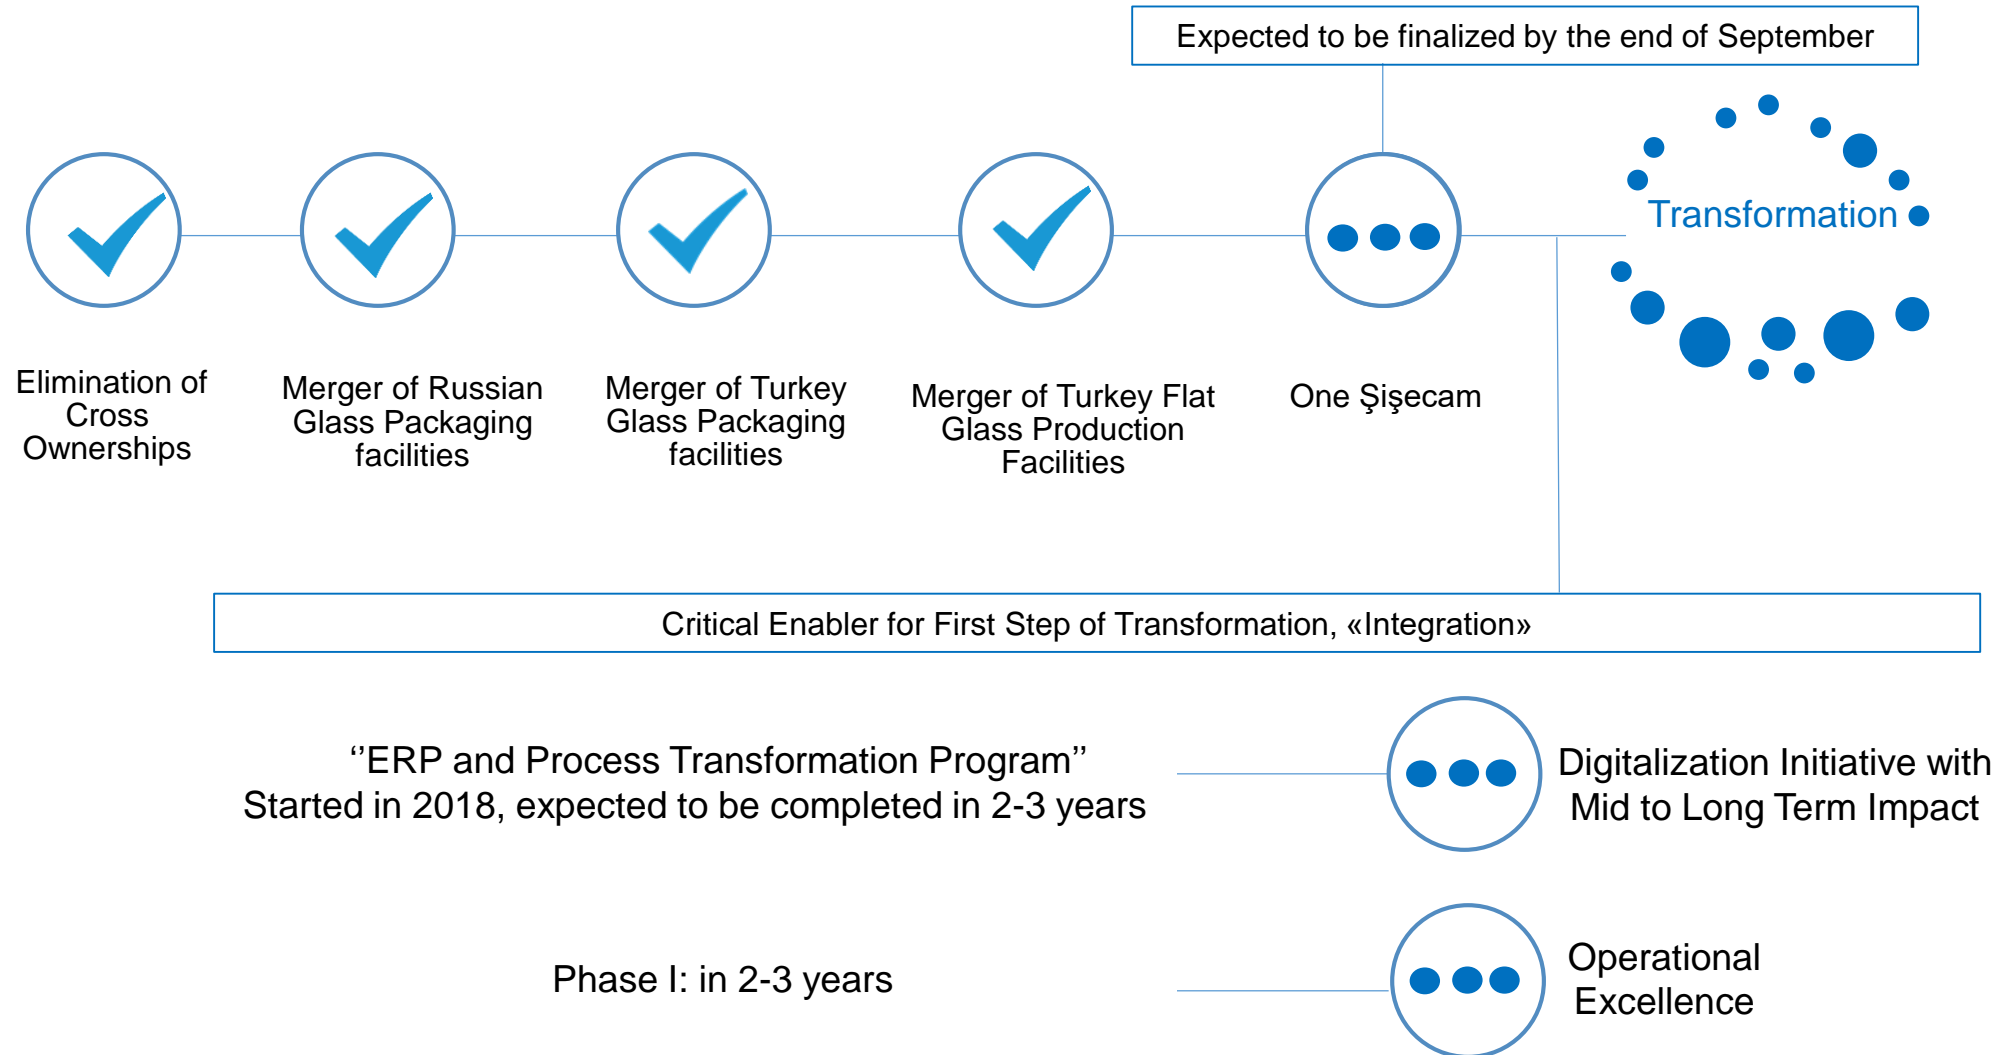 Expected to be finalized by the end of September
Transformation
Elimination of
Cross
Ownerships
Merger of Russian
Glass Packaging
facilities
Merger of Turkey
Glass Packaging
facilities
Merger of Turkey Flat
Glass Production
Facilities
One Şişecam
Critical Enabler for First Step of Transformation, «Integration»
‘’ERP and Process Transformation Program’’
Started in 2018, expected to be completed in 2-3 years
Digitalization Initiative with
Mid to Long Term Impact
Phase I: in 2-3 years
Operational
Excellence